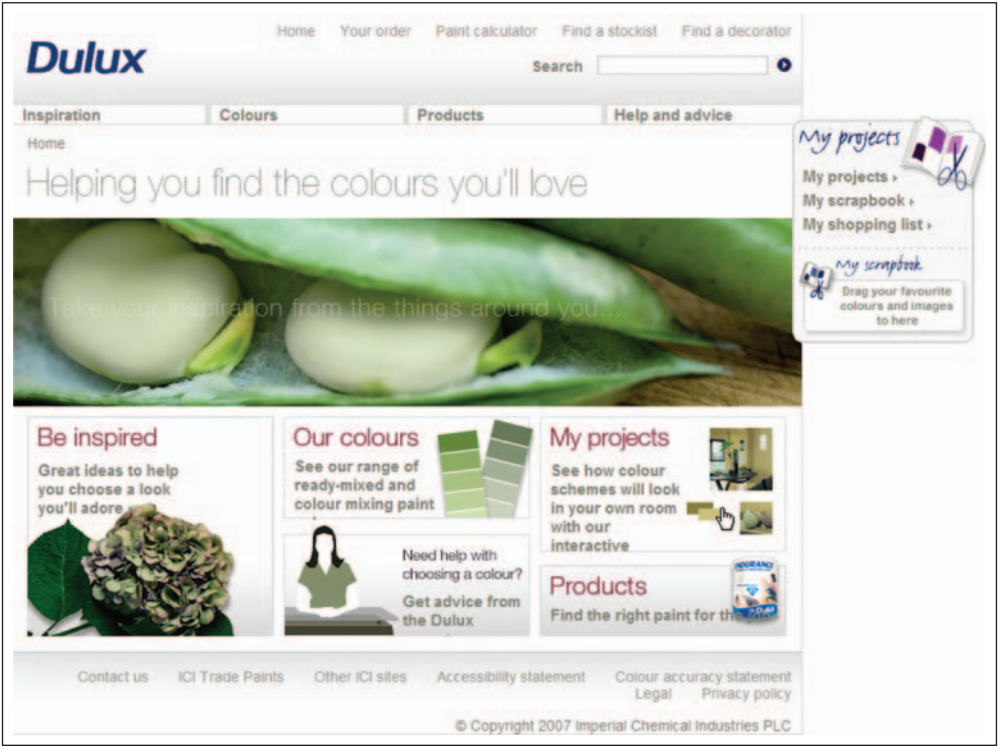 Home Your order Paint calculator Find a stockist Find a decorator
Dulux
Search
Inspiration Colours Products Help and advice
Home
Helping you find the colours you'll love
My projects
My projects
My scrapbook
My shopping list
My scrapbook
Drag your favourite
colours and images
to here
Take your inspiration from the things around you...
Be inspired
Great ideas to help
you choose a look
you'll adore
Our colours
See our range of
ready-mixed and
colour mixing paint
Need help with
choosing a colour?
Get advice from
the Dulux
My projects
See how colour
schemes will look
in your own room
with our
interactive
Products
Find the right paint for the
ENDURANCE
Dulux
Contact us ICI Trade Paints Other ICI sites Accessibility statement Colour accuracy statement
Legal Privacy policy
© Copyright 2007 Imperial Chemical Industries PLC